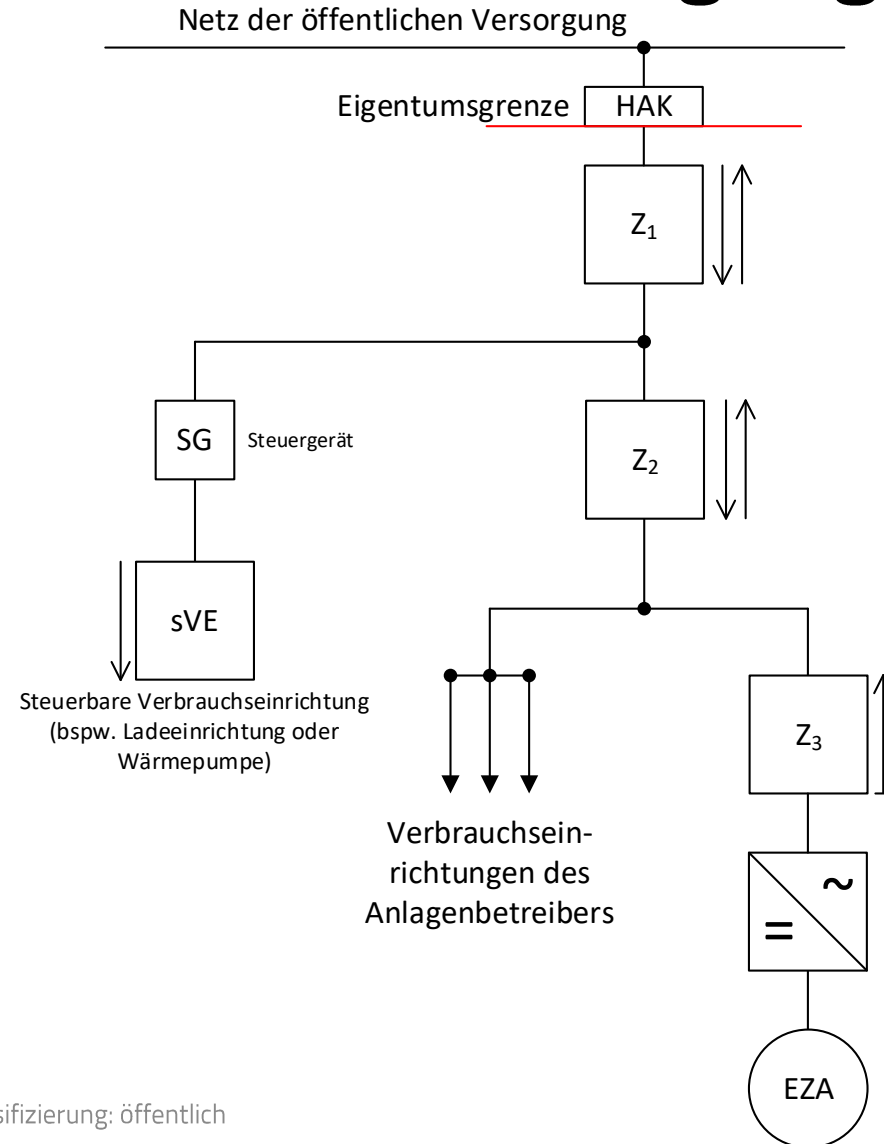 Netz der öffentlichen Versorgung
Eigentumsgrenze
HAK
Z₁
SG
Steuergerät
Z₂
sVE
Steuerbare Verbrauchseinrichtung
(bspw. Ladeeinrichtung oder
Wärmepumpe)
Z₃
Verbrauchsein-
richtungen des
Anlagenbetreibers
~
=
EZA
sifizierung: öffentlich